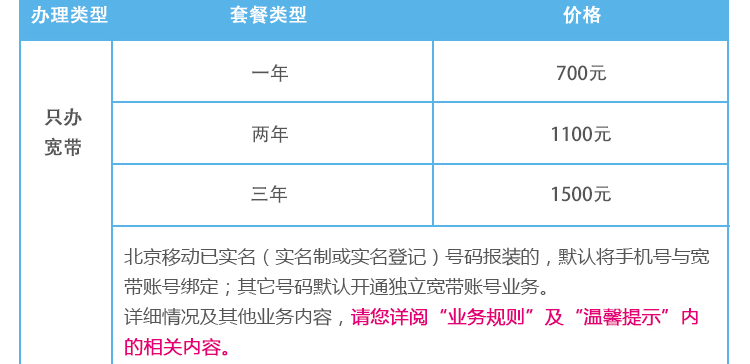 办理类型 套餐类型 价格
一年 700元
只办
宽带
两年 1100元
三年 1500元
北京移动已实名（实名制或实名登记）号码报装的，默认将手机号与宽
带账号绑定；其它号码默认开通独立宽带账号业务。
详细情况及其他业务内容，请您详阅“业务规则”及“温馨提示”内
的相关内容。